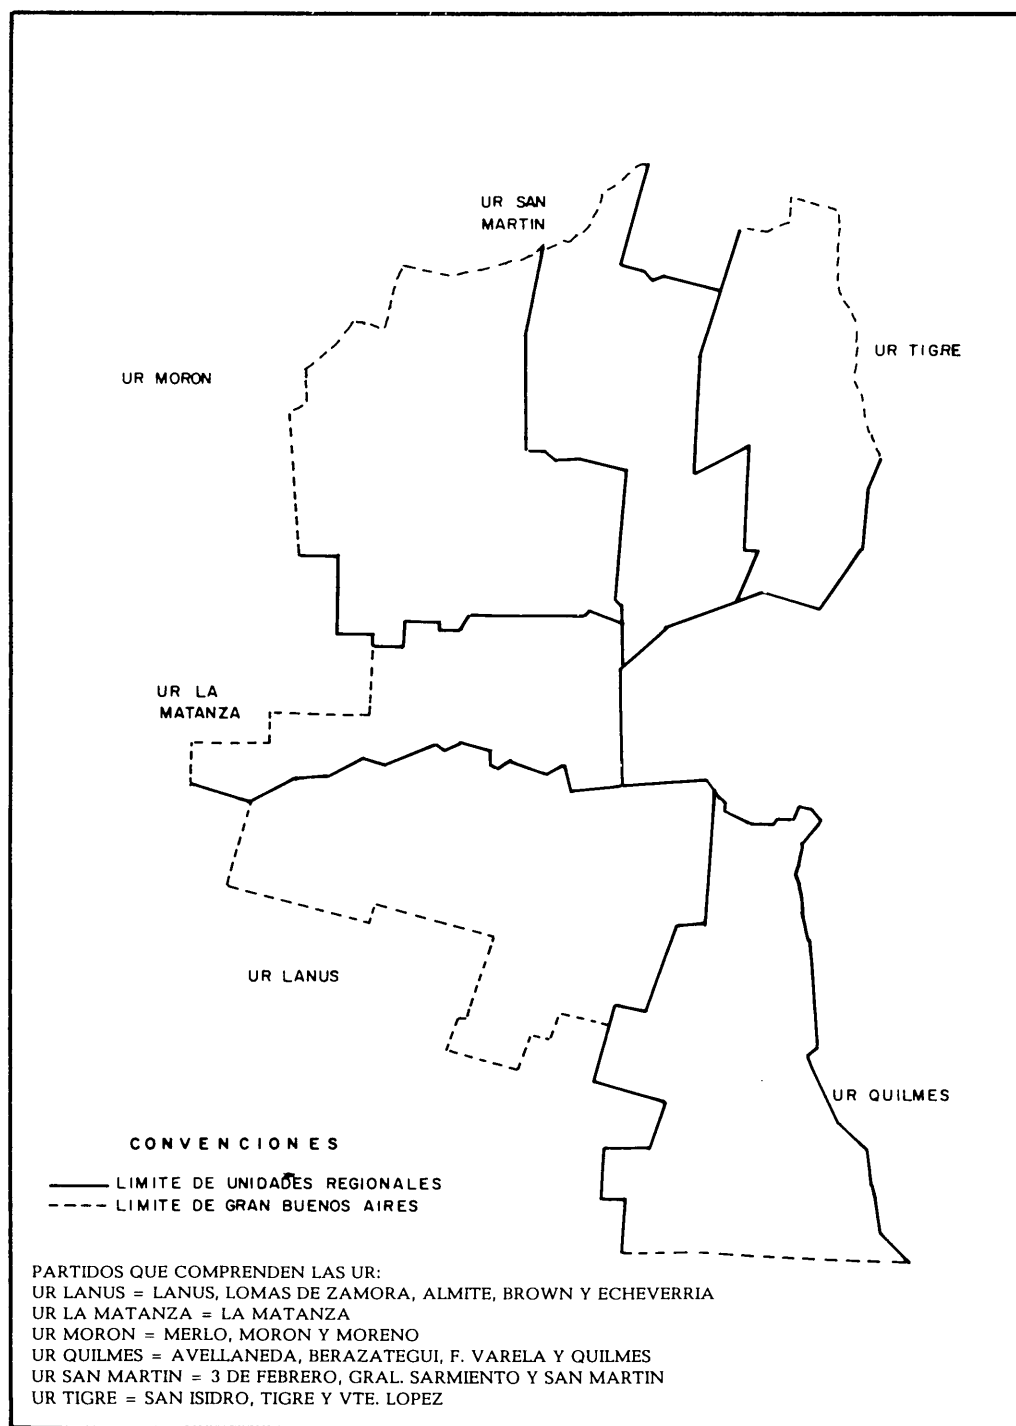 UR SAN
MARTIN
UR TIGRE
UR MORON
UR LA
MATANZA
UR LANUS
UR QUILMES
CONVENCIONES
LIMITE DE UNIDADES REGIONALES
LIMITE DE GRAN BUENOS AIRES
PARTIDOS QUE COMPRENDEN LAS UR:
UR LANUS = LANUS, LOMAS DE ZAMORA, ALMITE, BROWN Y ECHEVERRIA
UR LA MATANZA = LA MATANZA
UR MORON = MERLO, MORON Y MORENO
UR QUILMES = AVELLANEDA, BERAZATEGUI, F. VARELA Y QUILMES
UR SAN MARTIN = 3 DE FEBRERO, GRAL. SARMIENTO Y SAN MARTIN
UR TIGRE = SAN ISIDRO, TIGRE Y VTE. LOPEZ